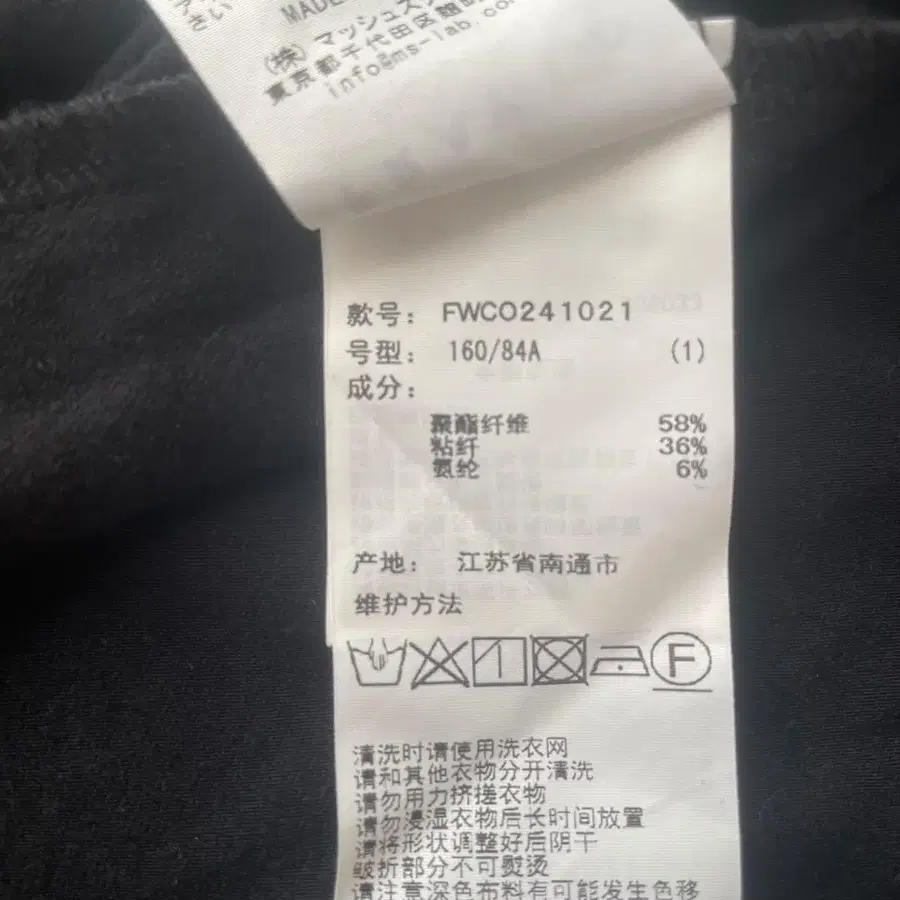 さい
MADE
(株) マッシュス
東京都千代田区麹町
info@ms-lab.co
款号： FWCO241021
号型： 160/84A (1)
成分：
聚酯纤维 58%
粘纤 36%
氨纶 6%
产地： 江苏省南通市
维护方法
F
清洗时请使用洗衣网
请和其他衣物分开清洗
请勿用力挤搓衣物
请勿浸湿衣物后长时间放置
请将形状调整好后阴干
皱折部分不可熨烫
请注意深色布料有可能发生色移